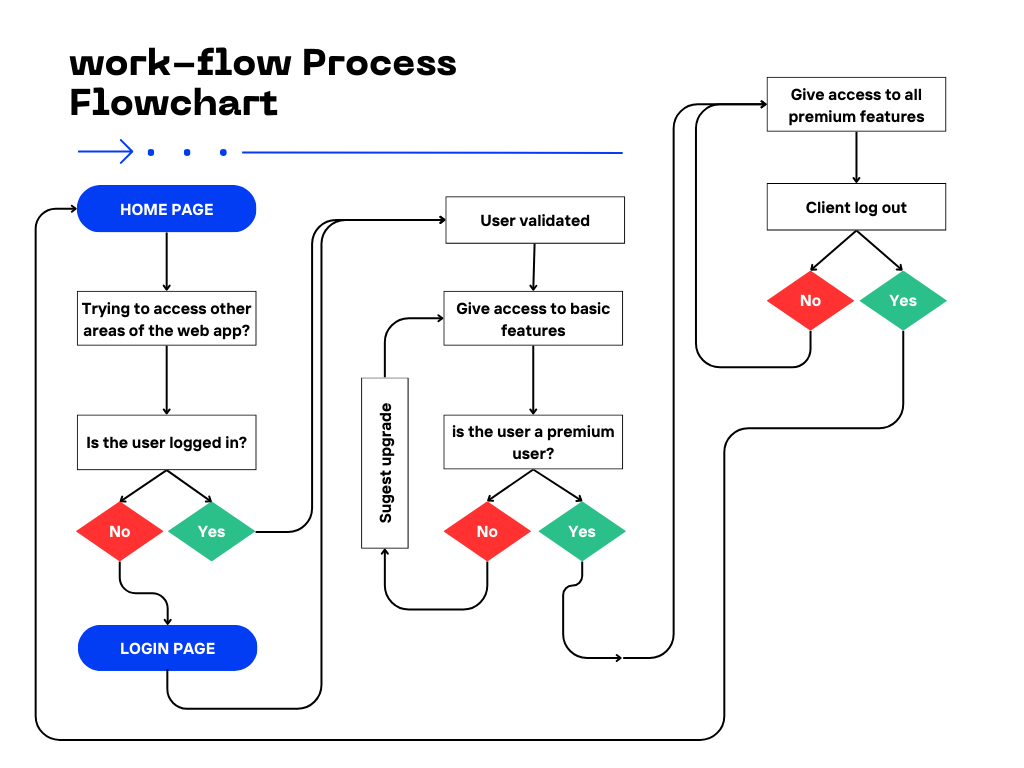 work-flow Process
Flowchart
HOME PAGE
Trying to access other
areas of the web app?
Is the user logged in?
No
Yes
LOGIN PAGE
User validated
Give access to basic
features
is the user a premium
user?
No
Yes
Sugest upgrade
Give access to all
premium features
Client log out
No
Yes